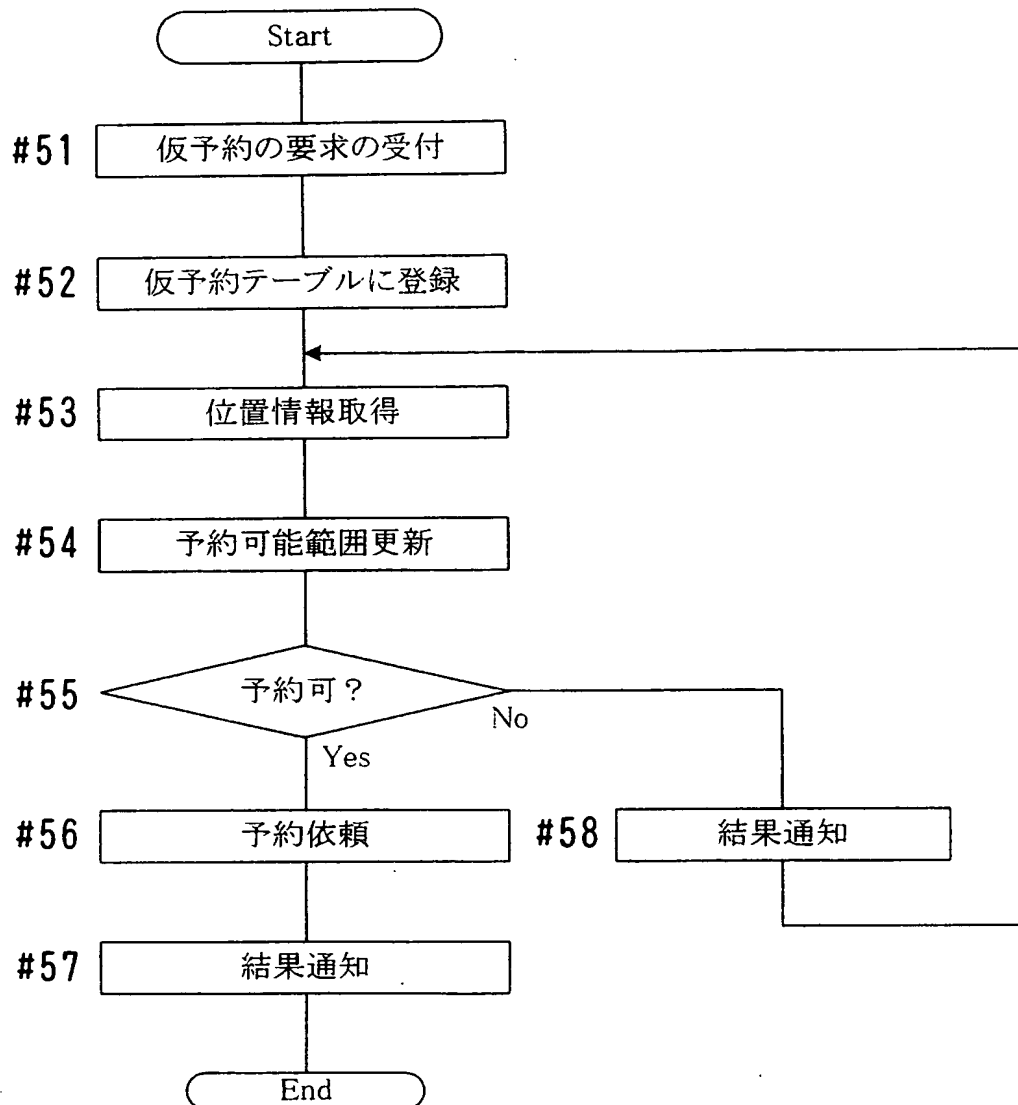 Start
#51 仮予約の要求の受付
#52 仮予約テーブルに登録
#53 位置情報取得
#54 予約可能範囲更新
#55 予約可？
No
Yes
#56 予約依頼
#58 結果通知
#57 結果通知
End